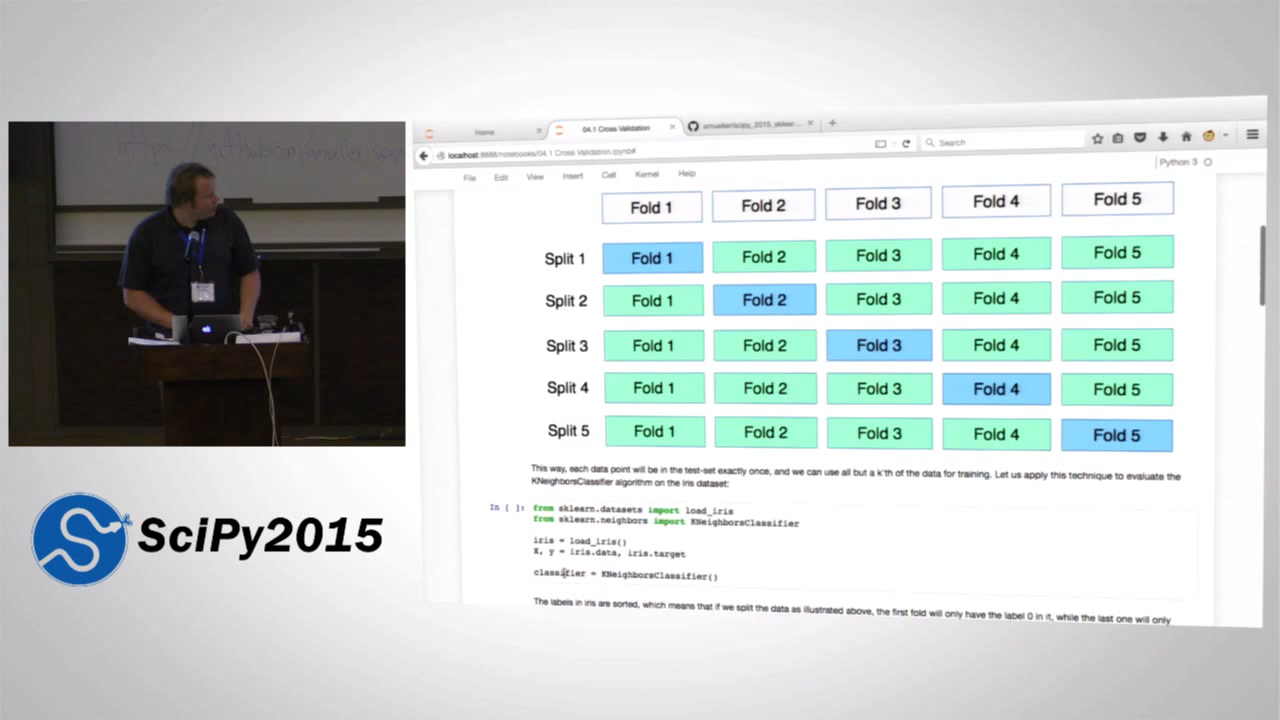 https://github.com/amueller/scipy
Home
04.1 Cross Validation
amueller/scipy_2015_sklear...
localhost:8888/notebooks/04.1 Cross Validation.ipynb#
Search
File Edit View Insert Cell Kernel Help
Python 3
Fold 1 Fold 2 Fold 3 Fold 4 Fold 5
Split 1 Fold 1 Fold 2 Fold 3 Fold 4 Fold 5
Split 2 Fold 1 Fold 2 Fold 3 Fold 4 Fold 5
Split 3 Fold 1 Fold 2 Fold 3 Fold 4 Fold 5
Split 4 Fold 1 Fold 2 Fold 3 Fold 4 Fold 5
Split 5 Fold 1 Fold 2 Fold 3 Fold 4 Fold 5
This way, each data point will be in the test-set exactly once, and we can use all but a k'th of the data for training. Let us apply this technique to evaluate the
KNeighborsClassifier algorithm on the Iris dataset:
In [ ]: from sklearn.datasets import load_iris
from sklearn.neighbors import KNeighborsClassifier
iris = load_iris()
X, y = iris.data, iris.target
classifier = KNeighborsClassifier()
The labels in iris are sorted, which means that if we split the data as illustrated above, the first fold will only have the label 0 in it, while the last one will only
SciPy2015